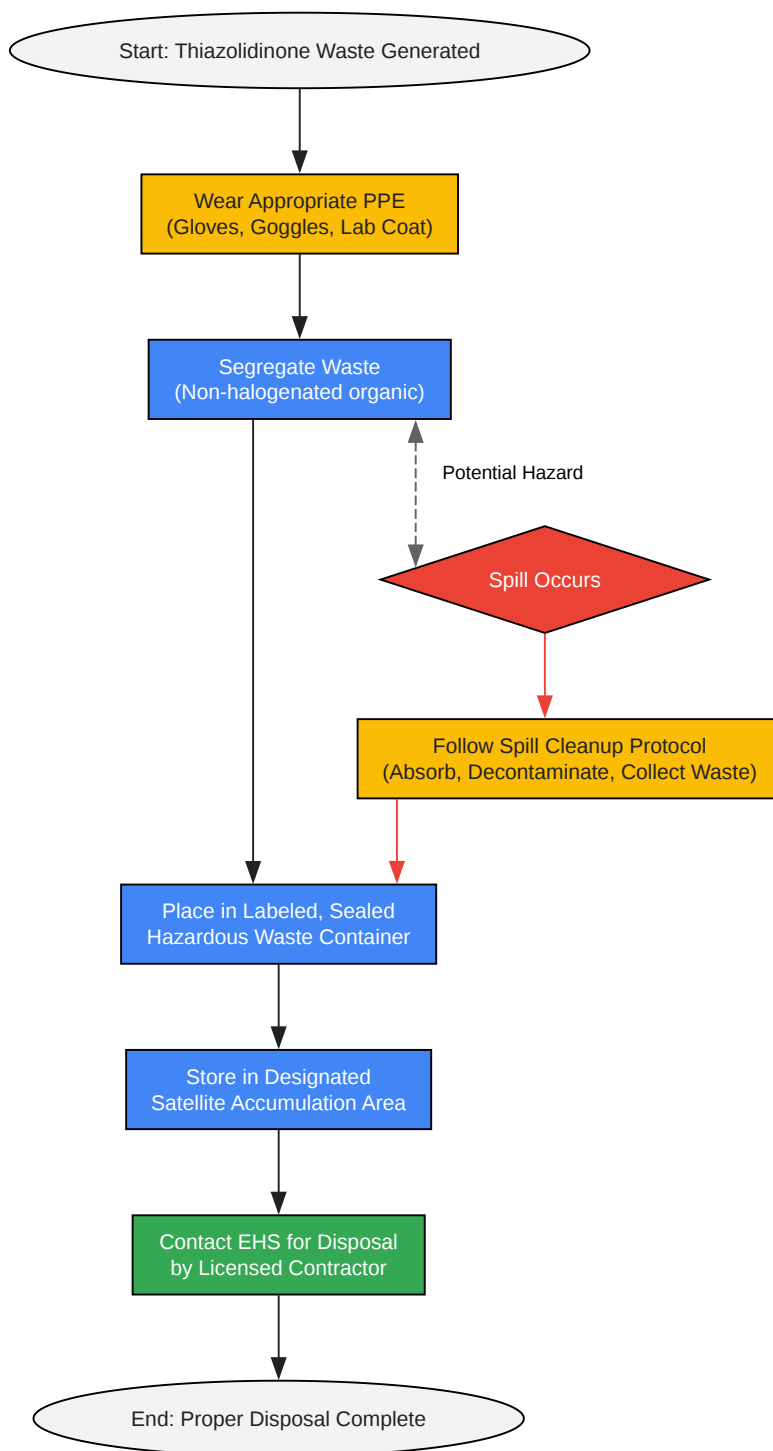 Start: Thiazolidinone Waste Generated
Wear Appropriate PPE
(Gloves, Goggles, Lab Coat)
Segregate Waste
(Non-halogenated organic)
Potential Hazard
Spill Occurs
Follow Spill Cleanup Protocol
(Absorb, Decontaminate, Collect Waste)
Place in Labeled, Sealed
Hazardous Waste Container
Store in Designated
Satellite Accumulation Area
Contact EHS for Disposal
by Licensed Contractor
End: Proper Disposal Complete